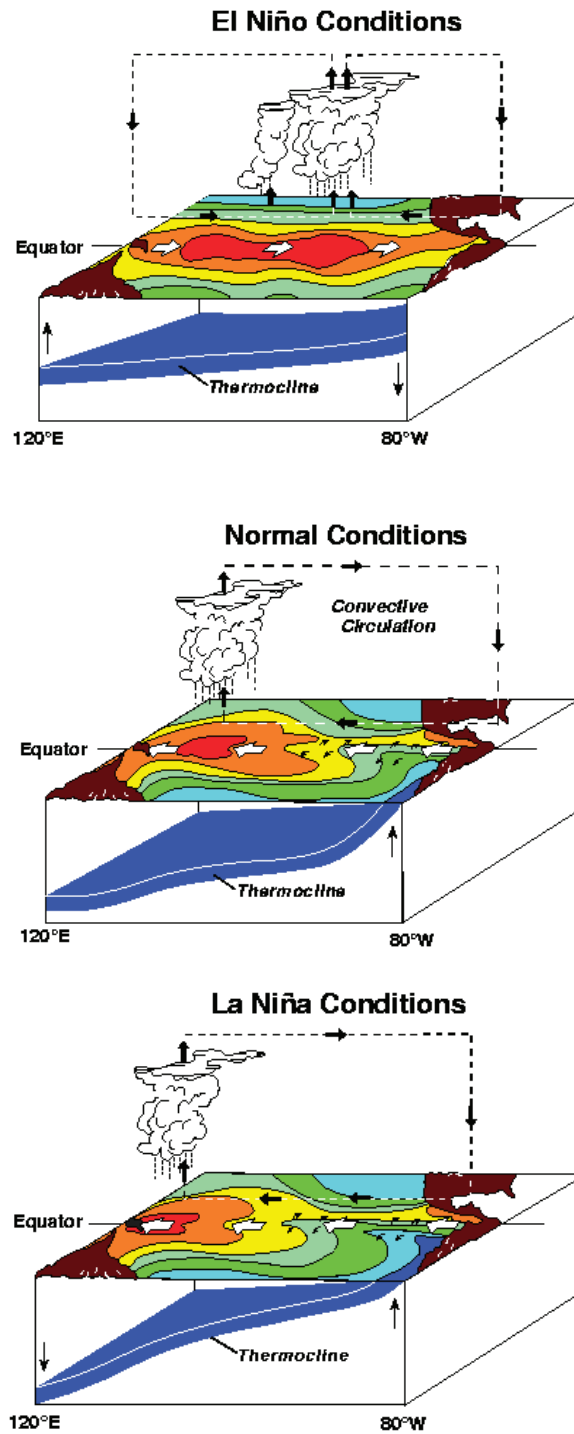 El Niño Conditions
Equator
Thermocline
120°E
80°W
Normal Conditions
Convective
Circulation
Equator
Thermocline
120°E
80°W
La Niña Conditions
Equator
Thermocline
120°E
80°W